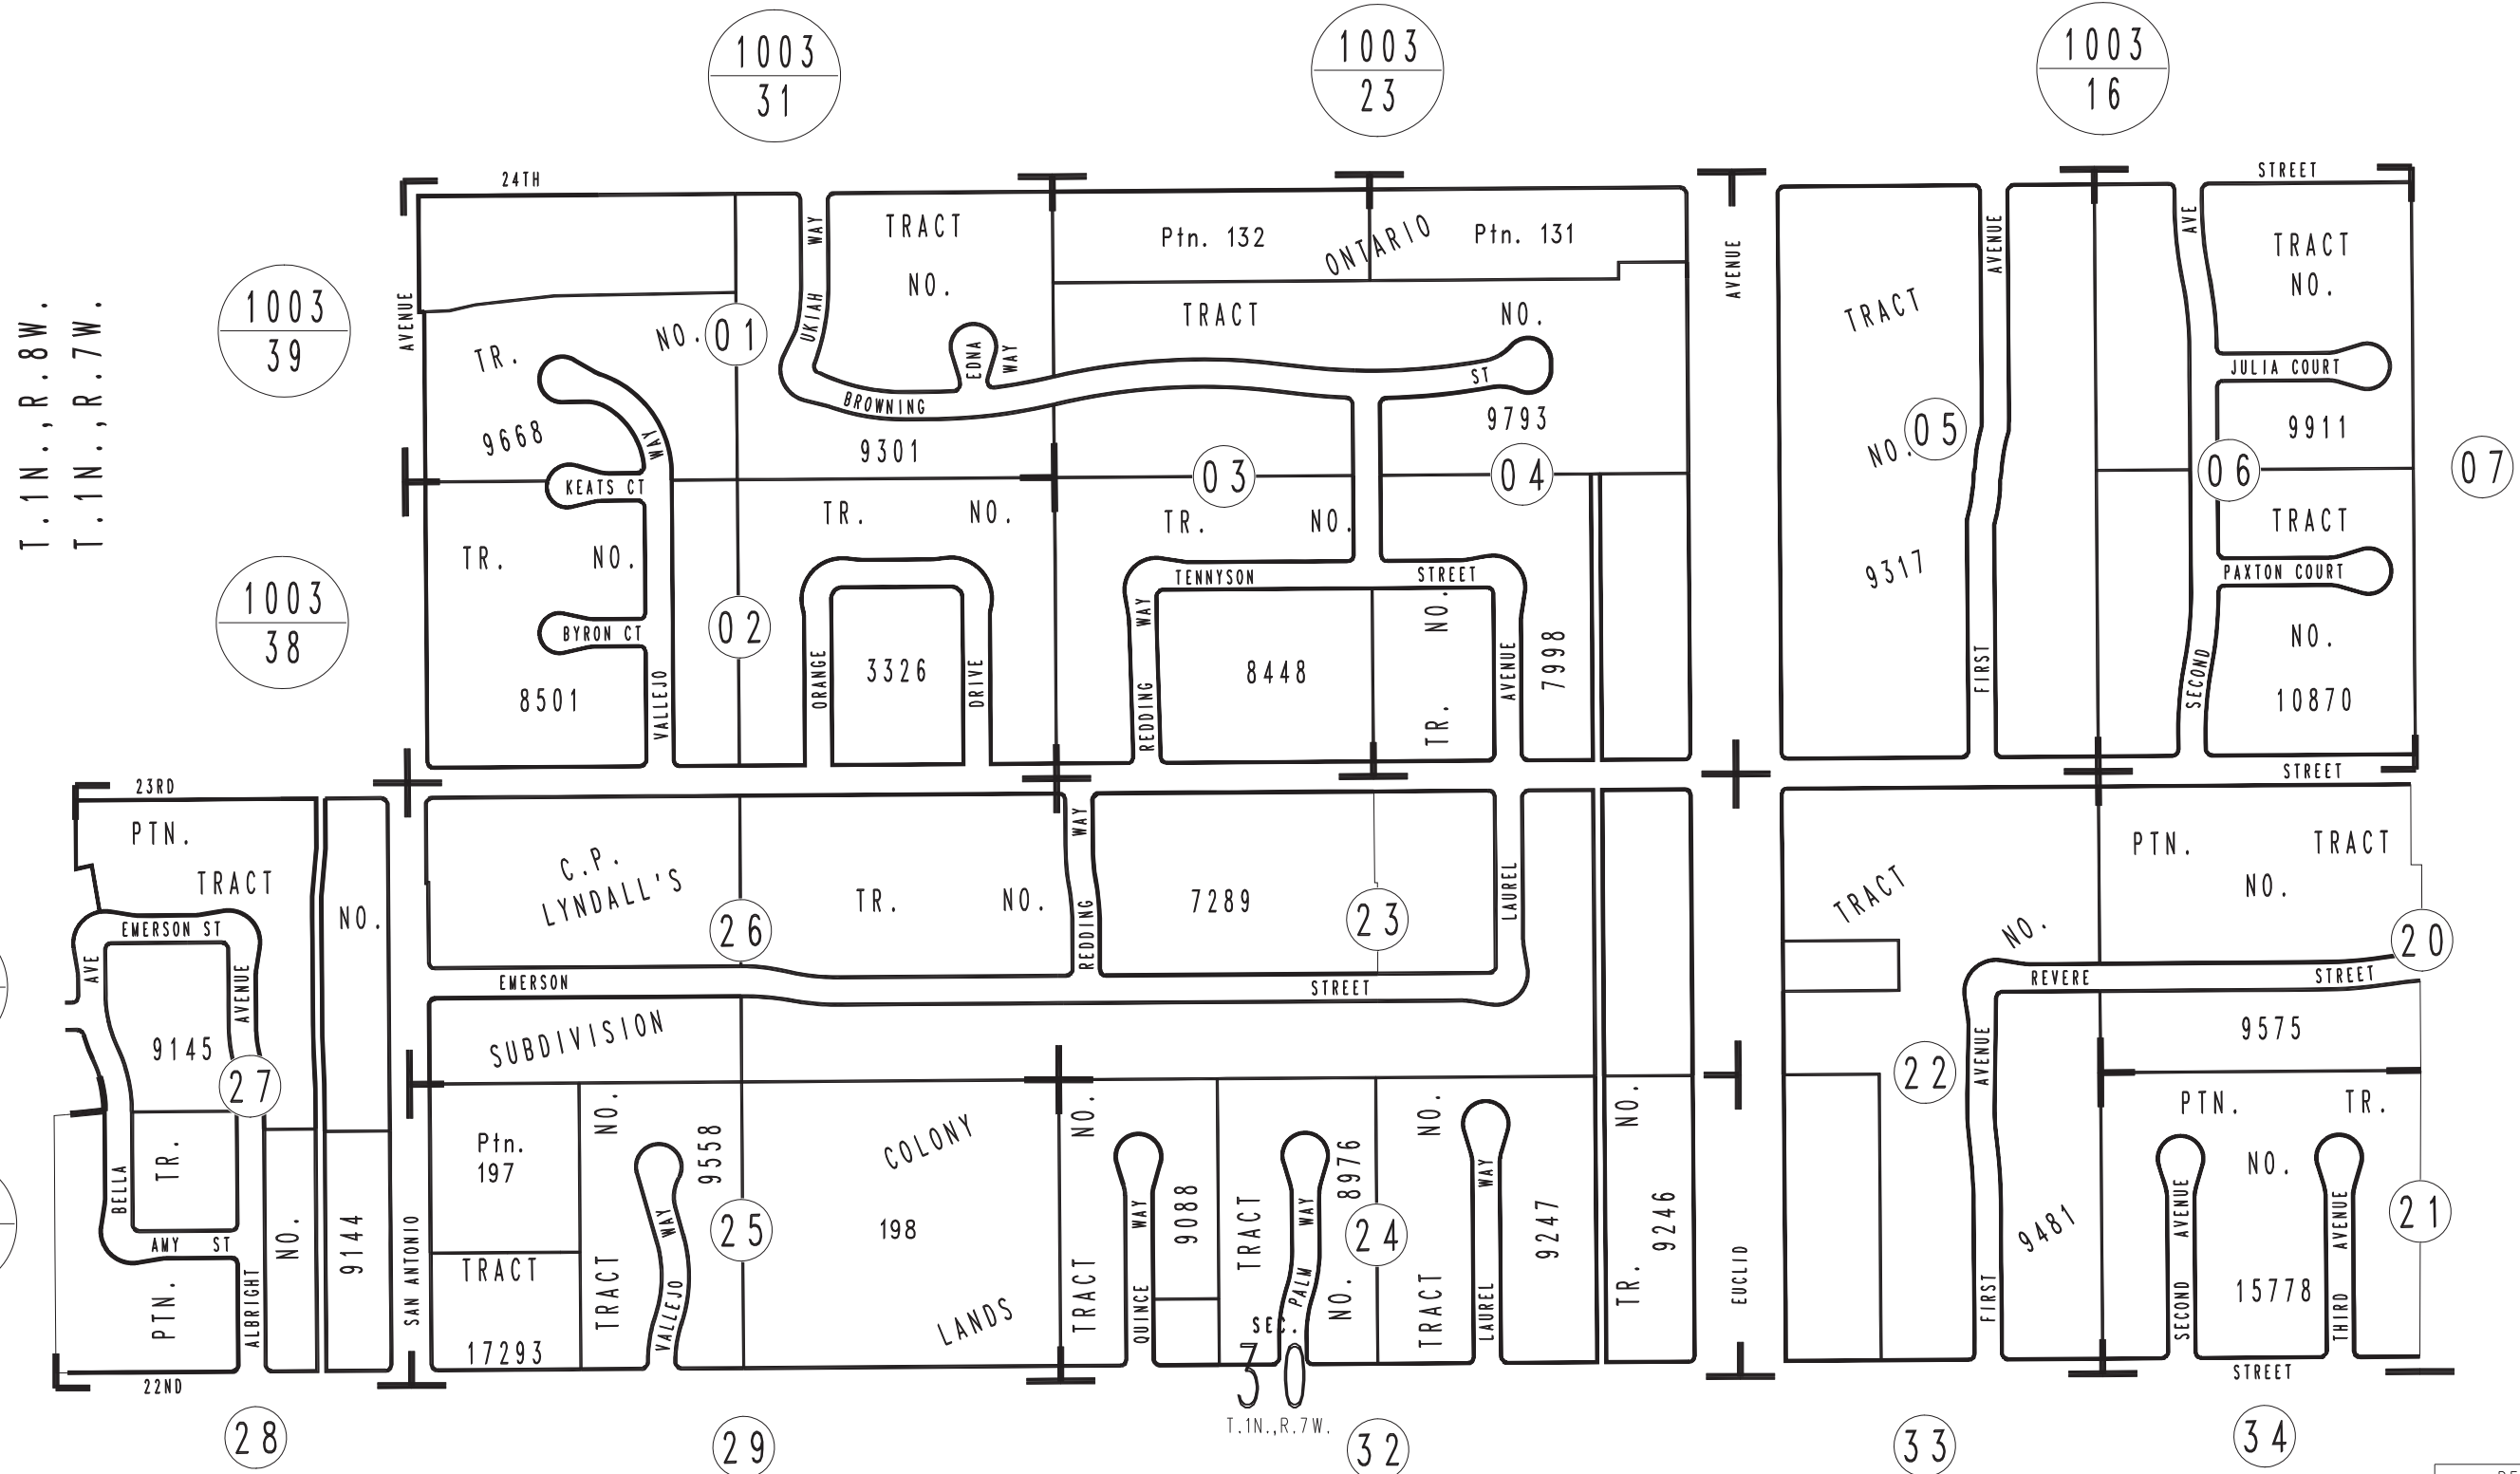 1003
31
1003
23
1003
16
1003
39
1003
38
T.1N.,R.8W.
T.1N.,R.7W.
24TH
STREET
AVENUE
UKIAH WAY
TRACT
NO.
9301
Ptn. 132
ONTARIO
Ptn. 131
TRACT NO.
9793
AVENUE
TRACT
NO.
9317
FIRST AVENUE
SECOND AVE
TRACT
NO.
9911
JULIA COURT
TRACT
NO.
10870
PAXTON COURT
01
02
03
04
05
06
07
TR. NO.
9668
EDNA WAY
BROWNING ST
KEATS CT
TR. NO.
8501
BYRON CT
VALLEJO WAY
TR. NO.
3326
ORANGE DRIVE
TR. NO.
8448
TENNYSON STREET
REDDING WAY
TR. NO.
7998
AVENUE
23RD
STREET
PTN.
TRACT
NO.
EMERSON ST
AVE
AVENUE
9145
27
TR.
BELLA
AMY ST
PTN.
NO.
9144
ALBRIGHT
SAN ANTONIO
22ND
C.P.
LYNDALL'S
SUBDIVISION
26
TR. NO.
7289
REDDING WAY
23
LAUREL
EMERSON STREET
Ptn.
197
TRACT
17293
TRACT NO.
9558
VALLEJO WAY
25
COLONY
198
LANDS
TRACT NO.
9088
QUINCE WAY
TRACT
NO.
8976
PALM WAY
24
TRACT NO.
9247
LAUREL WAY
TR. NO.
9246
EUCLID
SEC.
30
T.1N.,R.7W.
TRACT
NO.
9481
22
FIRST AVENUE
PTN. TRACT
NO.
20
REVERE STREET
9575
PTN. TR.
NO.
15778
SECOND AVENUE
THIRD AVENUE
21
STREET
28
29
32
33
34